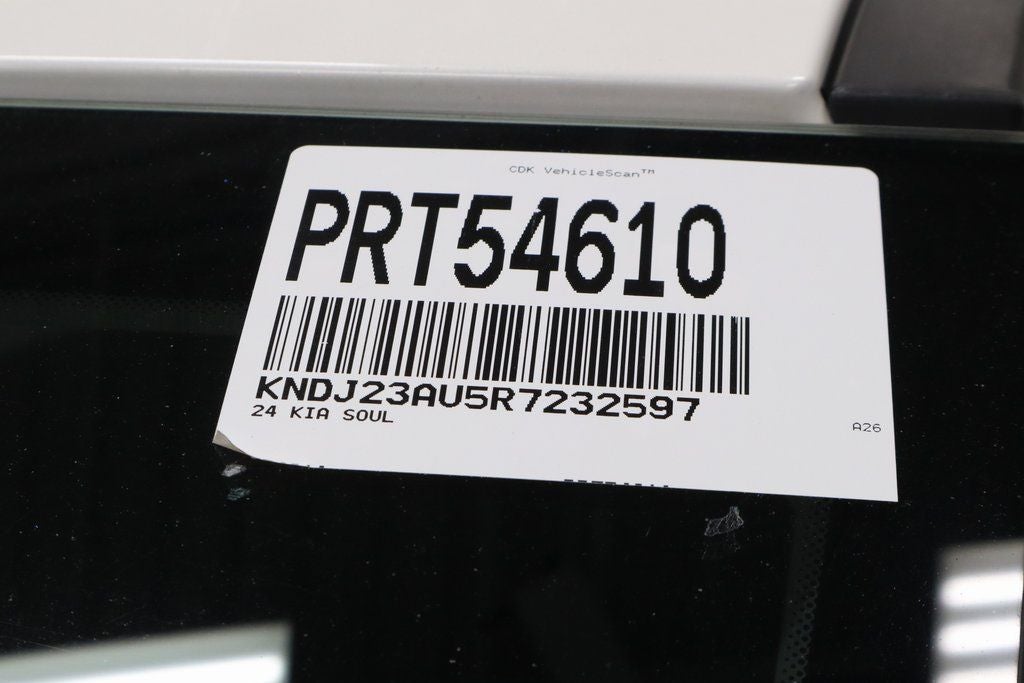 CDK VehicleScan™
PRT54610
KNDJ23AU5R7232597
24 KIA SOUL
A26